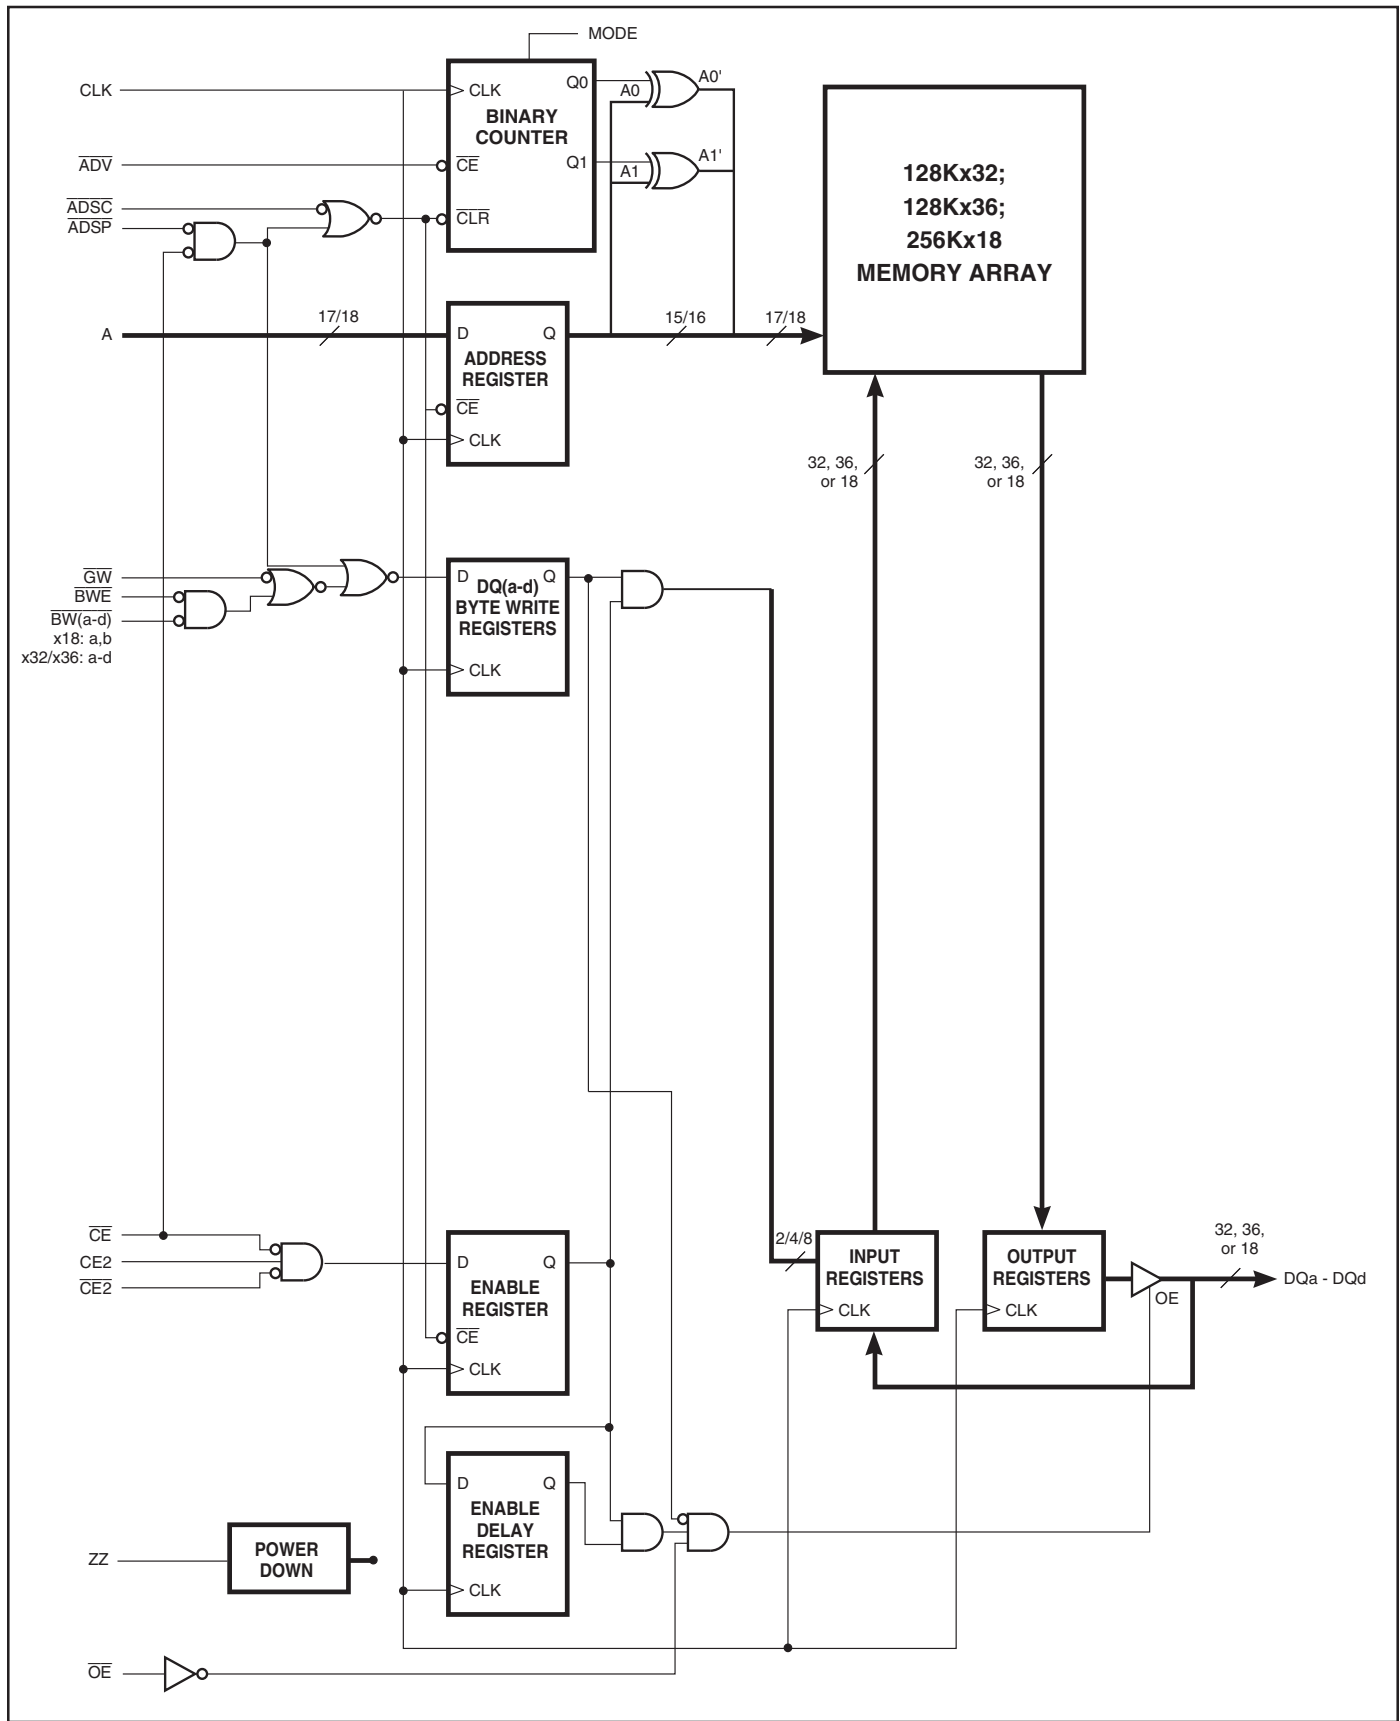 MODE
CLK
CLK
Q0
A0
A0'
BINARY
COUNTER
ADV
CE
Q1
A1
A1'
ADSC
ADSP
CLR
128Kx32;
128Kx36;
256Kx18
MEMORY ARRAY
A
17/18
D
Q
15/16
17/18
ADDRESS
REGISTER
CE
CLK
32, 36,
or 18
32, 36,
or 18
GW
BWE
BW(a-d)
x18: a,b
x32/x36: a-d
D
Q
DQ(a-d)
BYTE WRITE
REGISTERS
CLK
CE
CE2
CE2
D
Q
ENABLE
REGISTER
CE
CLK
2/4/8
INPUT
REGISTERS
CLK
OUTPUT
REGISTERS
CLK
OE
32, 36,
or 18
DQa - DQd
D
Q
ENABLE
DELAY
REGISTER
CLK
ZZ
POWER
DOWN
OE